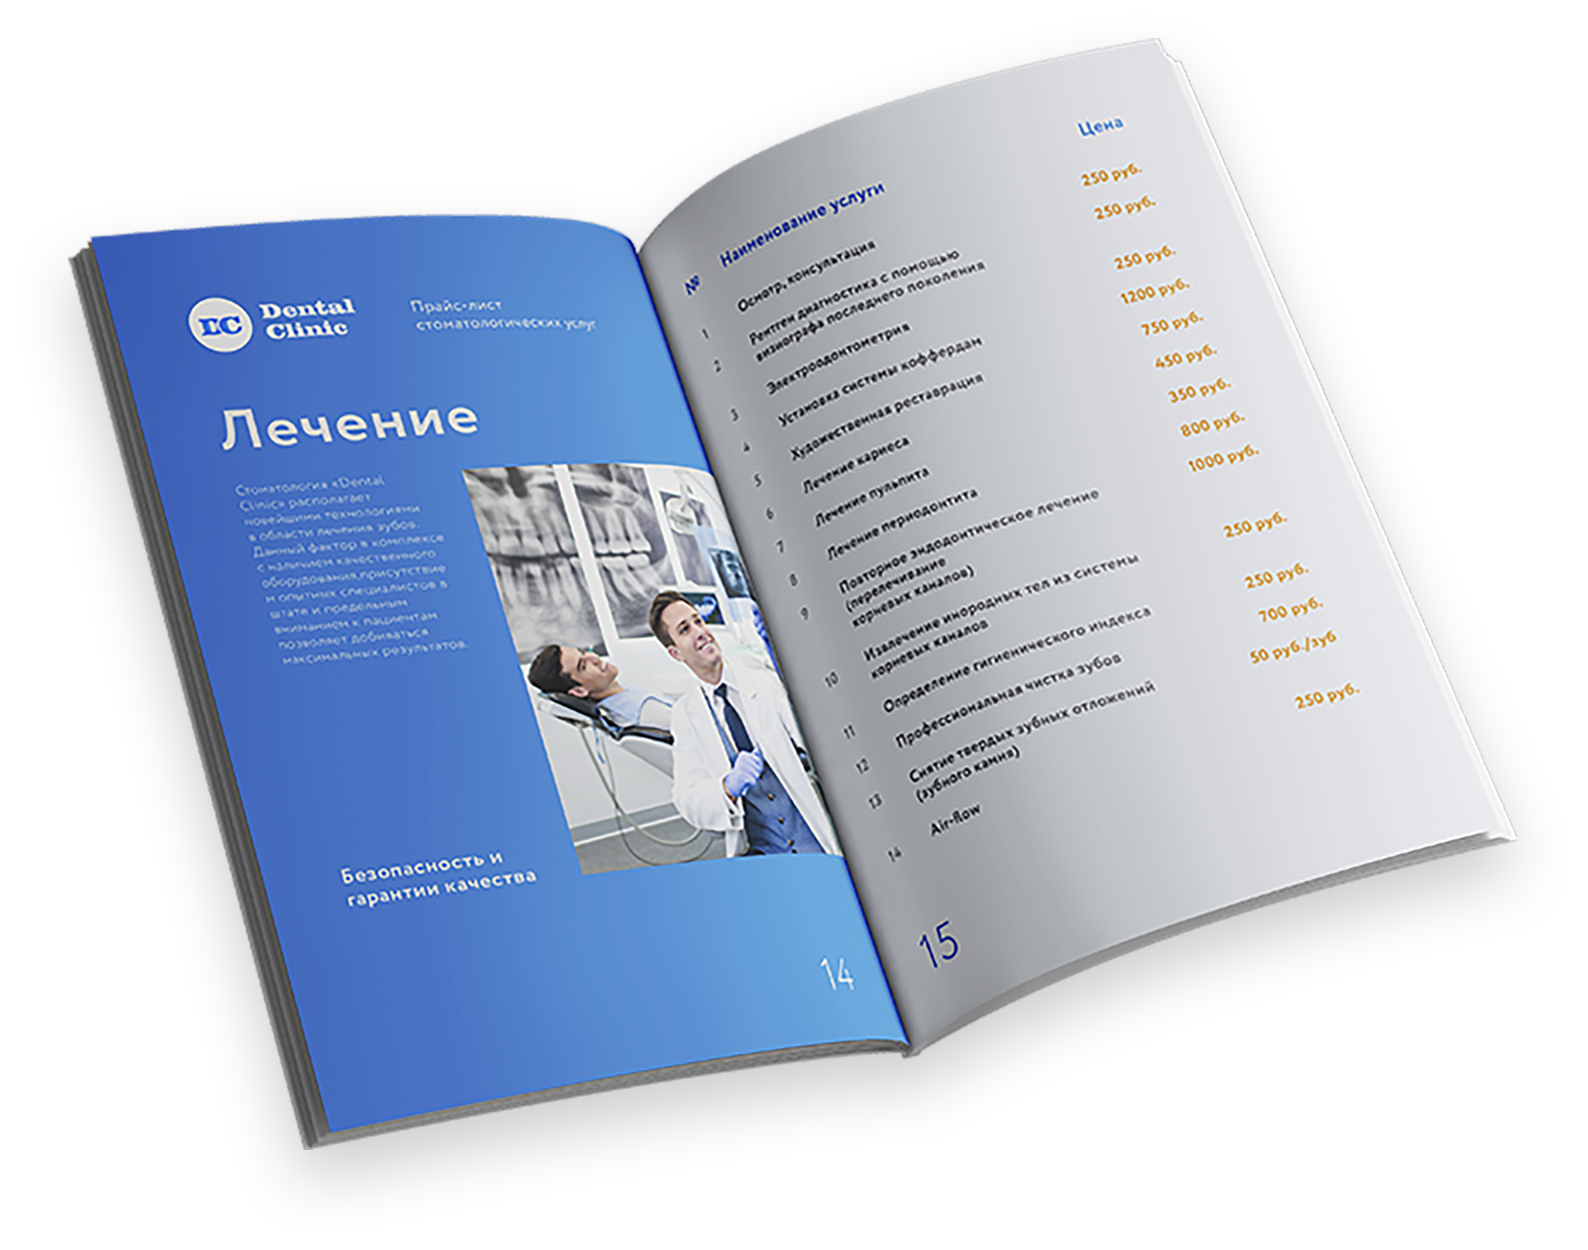 DC
Dental
Clinic
Прайс-лист
стоматологических услуг
Лечение
Стоматология «Dental
Clinic» располагает
новейшими технологиями
в области лечения зубов.
Данный фактор в комплексе
с наличием качественного
оборудования,присутствие
м опытных специалистов в
штате и предельным
вниманием к пациентам
позволяет добиваться
максимальных результатов.
Безопасность и
гарантии качества
14
№ Наименование услуги Цена
1 Осмотр, консультация 250 руб.
2 Рентген диагностика с помощью 250 руб.
визиографа последнего поколения
3 Электроодонтометрия 250 руб.
4 Установка системы коффердам 1200 руб.
5 Художественная реставрация 750 руб.
6 Лечение кариеса 450 руб.
7 Лечение пульпита 350 руб.
8 Лечение периодонтита 800 руб.
9 Повторное эндодонтическое лечение 1000 руб.
(перелечивание
корневых каналов)
10 Извлечение инородных тел из системы 250 руб.
корневых каналов
11 Определение гигиенического индекса 250 руб.
12 Профессиональная чистка зубов 700 руб.
13 Снятие твердых зубных отложений 50 руб./зуб
(зубного камня)
14 Air-flow 250 руб.
15